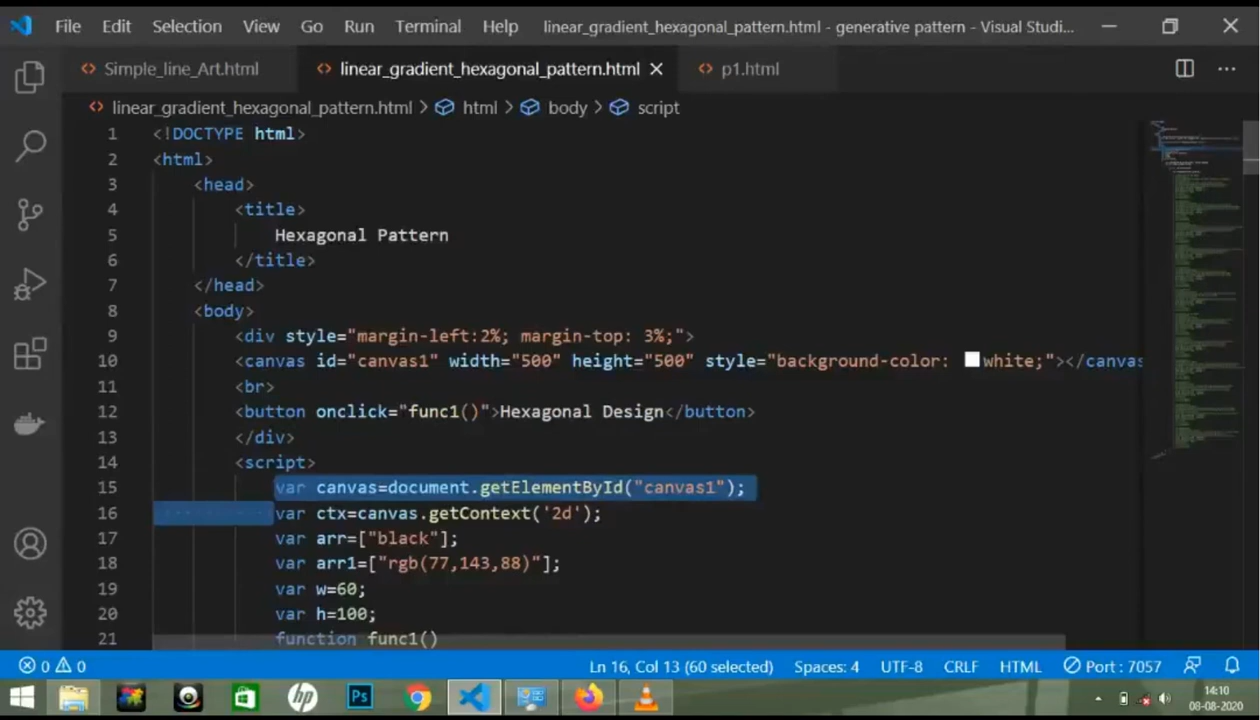 File Edit Selection View Go Run Terminal Help linear_gradient_hexagonal_pattern.html - generative pattern - Visual Studi...
Simple_line_Art.html linear_gradient_hexagonal_pattern.html p1.html
linear_gradient_hexagonal_pattern.html > html > body > script
1 <!DOCTYPE html>
2 <html>
3 <head>
4 <title>
5 Hexagonal Pattern
6 </title>
7 </head>
8 <body>
9 <div style="margin-left:2%; margin-top: 3%;">
10 <canvas id="canvas1" width="500" height="500" style="background-color: white;"></canvas
11 <br>
12 <button onclick="func1()">Hexagonal Design</button>
13 </div>
14 <script>
15 var canvas=document.getElementById("canvas1");
16 var ctx=canvas.getContext('2d');
17 var arr=["black"];
18 var arr1=["rgb(77,143,88)"];
19 var w=60;
20 var h=100;
21 function func1()
0 0 Ln 16, Col 13 (60 selected) Spaces: 4 UTF-8 CRLF HTML Port : 7057
hp Ps
14:10
08-08-2020